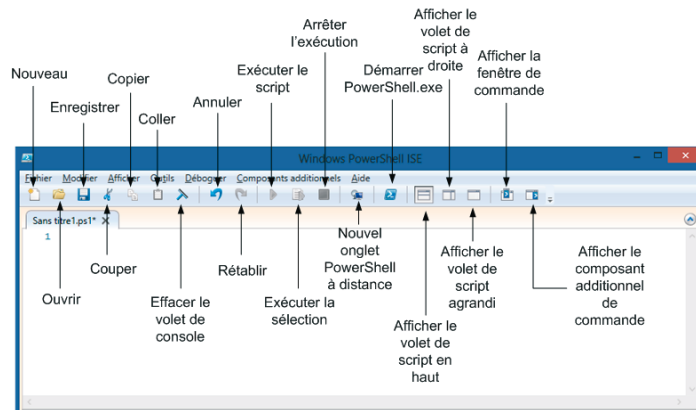 Nouveau
Enregistrer
Copier
Coller
Annuler
Exécuter le
script
Arrêter
l'exécution
Démarrer
PowerShell.exe
Afficher le
volet de
script à
droite
Afficher la
fenêtre de
commande
Windows PowerShell ISE
Fichier Modifier Afficher Outils Déboguer Composants additionnels Aide
Sans titre1.ps1* X
1
Ouvrir
Couper
Effacer le
volet de
console
Rétablir
Exécuter la
sélection
Nouvel
onglet
PowerShell
à distance
Afficher le
volet de
script en
haut
Afficher le
volet de
script
agrandi
Afficher le
composant
additionnel
de
commande